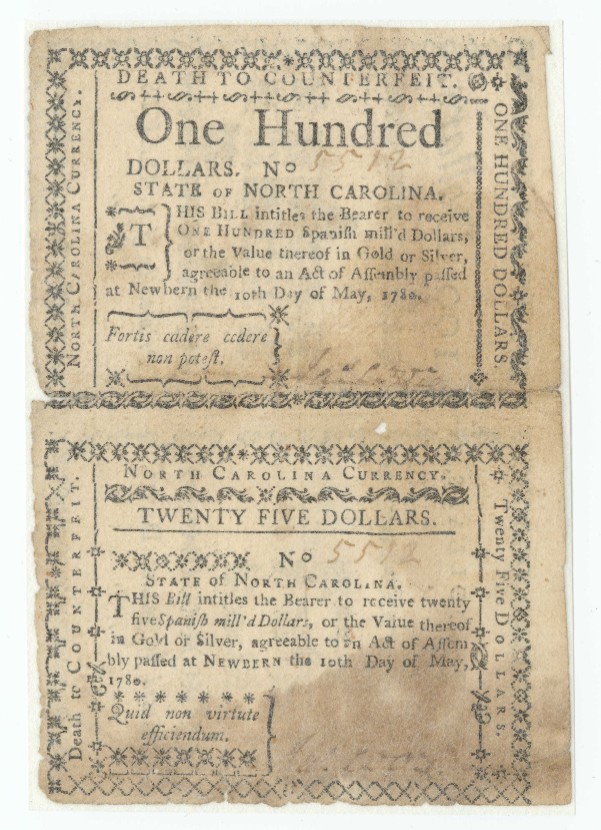 DEATH TO COUNTERFEIT.
One Hundred
DOLLARS. No 5512
STATE OF NORTH CAROLINA.
THIS BILL intitles the Bearer to receive
ONE HUNDRED Spaniſh mill'd Dollars,
or the Value thereof in Gold or Silver,
agreeable to an Act of Aſſembly paſſed
at Newbern the 10th Day of May, 1780.
Fortis cadere cedere
non poteſt.
NORTH CAROLINA CURRENCY.
ONE HUNDRED DOLLARS.
NORTH CAROLINA CURRENCY.
TWENTY FIVE DOLLARS.
No 5512
STATE OF NORTH CAROLINA.
THIS Bill intitles the Bearer to receive twenty
five Spaniſh mill'd Dollars, or the Value thereof
in Gold or Silver, agreeable to an Act of Aſſem
bly paſſed at NEWBERN the 10th Day of May,
1780.
Quid non virtute
efficiendum.
Death to COUNTERFEIT.
Twenty Five DOLLARS.